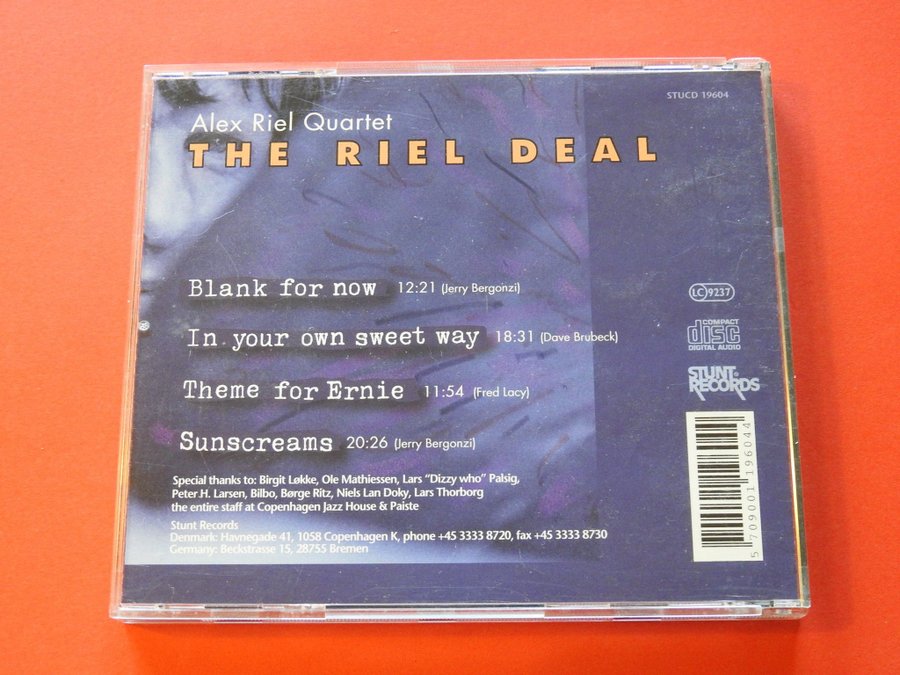 STUCD 19604
Alex Riel Quartet
THE RIEL DEAL
Blank for now 12:21 (Jerry Bergonzi)
In your own sweet way 18:31 (Dave Brubeck)
Theme for Ernie 11:54 (Fred Lacy)
Sunscreams 20:26 (Jerry Bergonzi)
LC 9237
COMPACT
disc
DIGITAL AUDIO
STUNT
RECORDS
Special thanks to: Birgit Løkke, Ole Mathiessen, Lars "Dizzy who" Palsig,
Peter H. Larsen, Bilbo, Børge Ritz, Niels Lan Doky, Lars Thorborg
the entire staff at Copenhagen Jazz House & Paiste
Stunt Records
Denmark: Havnegade 41, 1058 Copenhagen K, phone +45 3333 8720, fax +45 3333 8730
Germany: Beckstrasse 15, 28755 Bremen
5 709001 196044